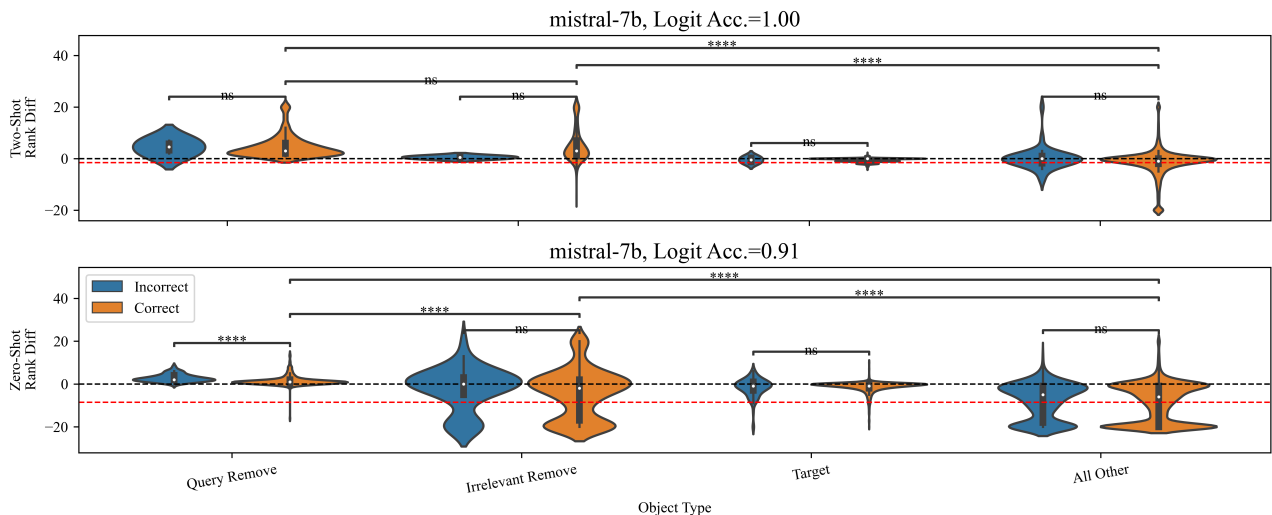 mistral-7b, Logit Acc.=1.00
Two-Shot
Rank Diff
40
20
0
−20
****
****
ns
ns
ns
ns
ns
mistral-7b, Logit Acc.=0.91
Zero-Shot
Rank Diff
40
20
0
−20
Incorrect
Correct
****
****
****
****
ns
ns
ns
Query Remove
Irrelevant Remove
Target
All Other
Object Type